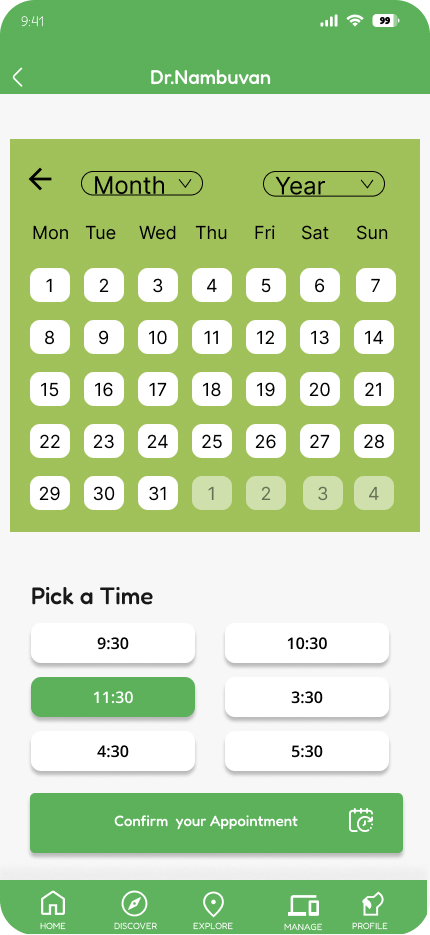 9:41
99
Dr.Nambuvan
Month Year
Mon Tue Wed Thu Fri Sat Sun
1 2 3 4 5 6 7
8 9 10 11 12 13 14
15 16 17 18 19 20 21
22 23 24 25 26 27 28
29 30 31 1 2 3 4
Pick a Time
9:30 10:30
11:30 3:30
4:30 5:30
Confirm your Appointment
HOME DISCOVER EXPLORE MANAGE PROFILE